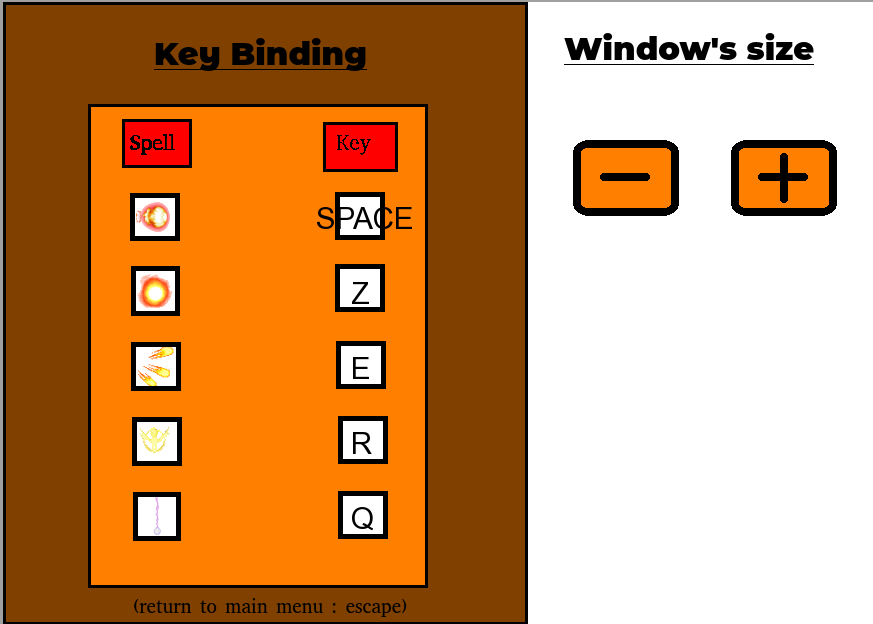 Key Binding
Window's size
Spell
Key
SPACE
Z
E
R
Q
(return to main menu : escape)